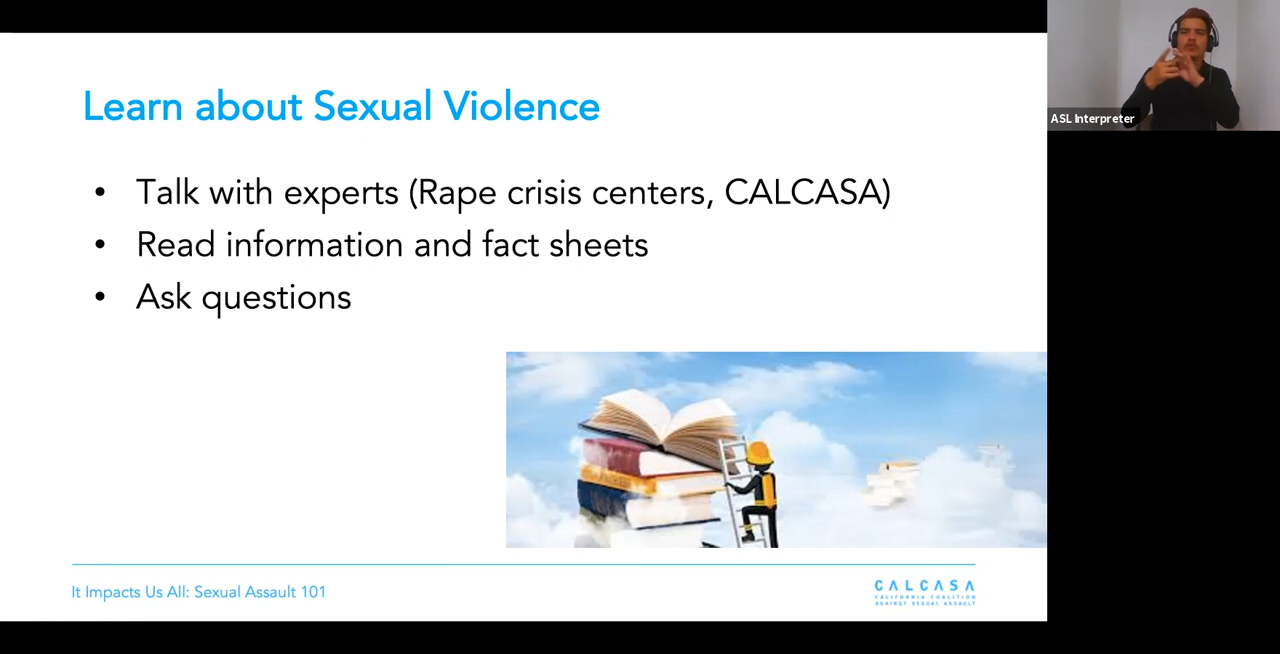 Learn about Sexual Violence
• Talk with experts (Rape crisis centers, CALCASA)
• Read information and fact sheets
• Ask questions
It Impacts Us All: Sexual Assault 101
CALCASA
CALIFORNIA COALITION
AGAINST SEXUAL ASSAULT
ASL Interpreter